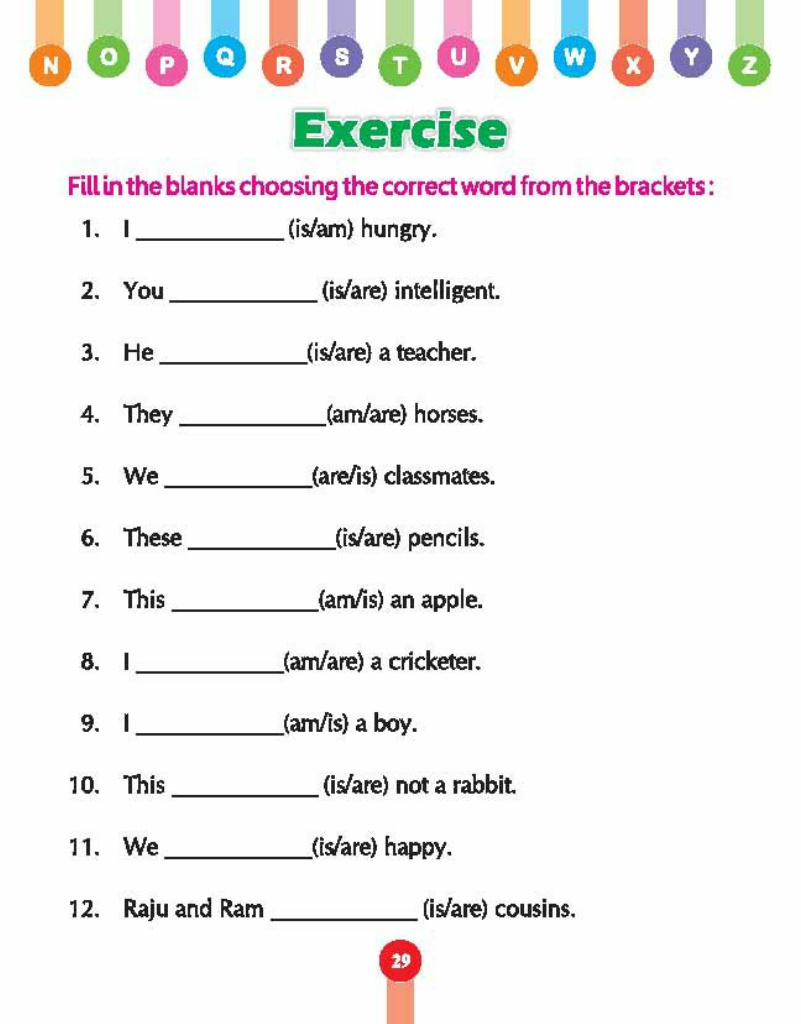 N O P Q R S T U V W X Y Z
Exercise
Fill in the blanks choosing the correct word from the brackets :
1. I ____________ (is/am) hungry.
2. You ____________ (is/are) intelligent.
3. He ____________(is/are) a teacher.
4. They ____________(am/are) horses.
5. We ____________(are/is) classmates.
6. These ____________(is/are) pencils.
7. This ____________(am/is) an apple.
8. I ____________(am/are) a cricketer.
9. I ____________(am/is) a boy.
10. This ____________ (is/are) not a rabbit.
11. We ____________(is/are) happy.
12. Raju and Ram ____________ (is/are) cousins.
29